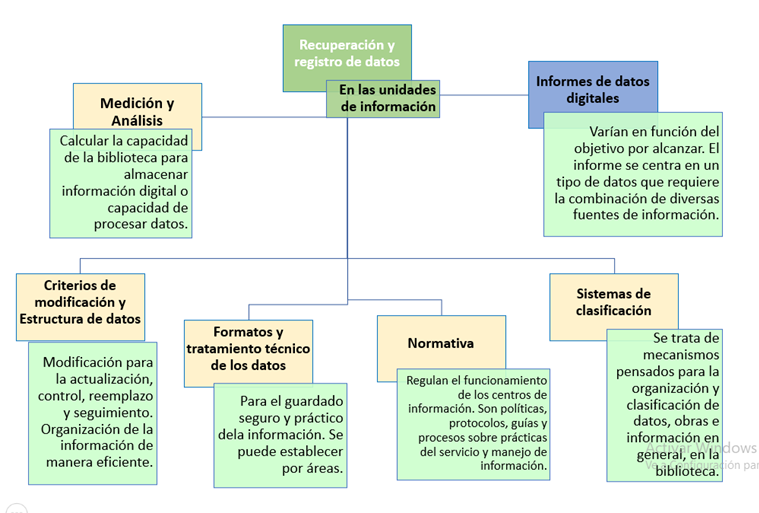 Recuperación y
registro de datos
En las unidades
de información
Informes de datos
digitales
Varían en función del
objetivo por alcanzar. El
informe se centra en un
tipo de datos que requiere
la combinación de diversas
fuentes de información.
Medición y
Análisis
Calcular la capacidad
de la biblioteca para
almacenar
información digital o
capacidad de
procesar datos.
Criterios de
modificación y
Estructura de datos
Modificación para
la actualización,
control, reemplazo
y seguimiento.
Organización de la
información de
manera eficiente.
Formatos y
tratamiento técnico
de los datos
Para el guardado
seguro y práctico
dela información. Se
puede establecer
por áreas.
Normativa
Regulan el funcionamiento
de los centros de
información. Son políticas,
protocolos, guías y
procesos sobre prácticas
del servicio y manejo de
información.
Sistemas de
clasificación
Se trata de
mecanismos
pensados para la
organización y
clasificación de
datos, obras e
información en
general, en la
biblioteca.
Activar Windows
Ve a Configuración par